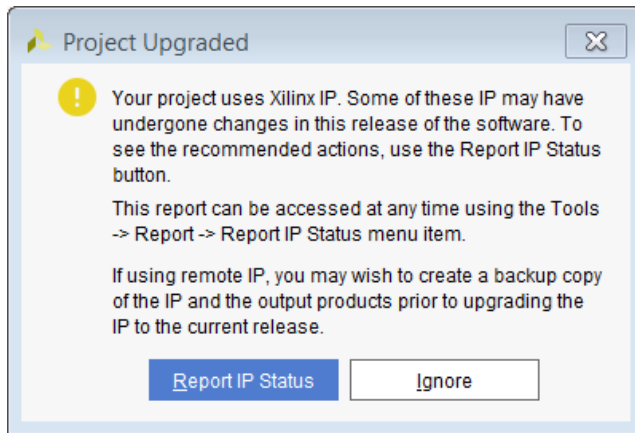 Project Upgraded
Your project uses Xilinx IP. Some of these IP may have
undergone changes in this release of the software. To
see the recommended actions, use the Report IP Status
button.
This report can be accessed at any time using the Tools
-> Report -> Report IP Status menu item.
If using remote IP, you may wish to create a backup copy
of the IP and the output products prior to upgrading the
IP to the current release.
Report IP Status
Ignore